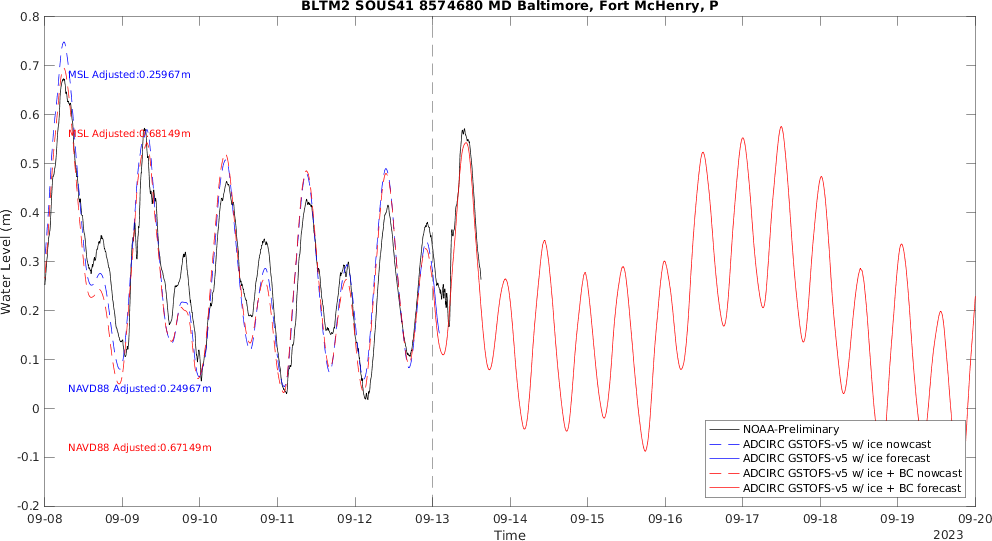 BLTM2 SOUS41 8574680 MD Baltimore, Fort McHenry, P
0.8
0.7
0.6
0.5
0.4
0.3
0.2
0.1
0
-0.1
-0.2
Water Level (m)
MSL Adjusted:0.25967m
MSL Adjusted:0.68149m
NAVD88 Adjusted:0.24967m
NAVD88 Adjusted:0.67149m
NOAA-Preliminary
ADCIRC GSTOFS-v5 w/ ice nowcast
ADCIRC GSTOFS-v5 w/ ice forecast
ADCIRC GSTOFS-v5 w/ ice + BC nowcast
ADCIRC GSTOFS-v5 w/ ice + BC forecast
09-08 09-09 09-10 09-11 09-12 09-13 09-14 09-15 09-16 09-17 09-18 09-19 09-20
Time
2023